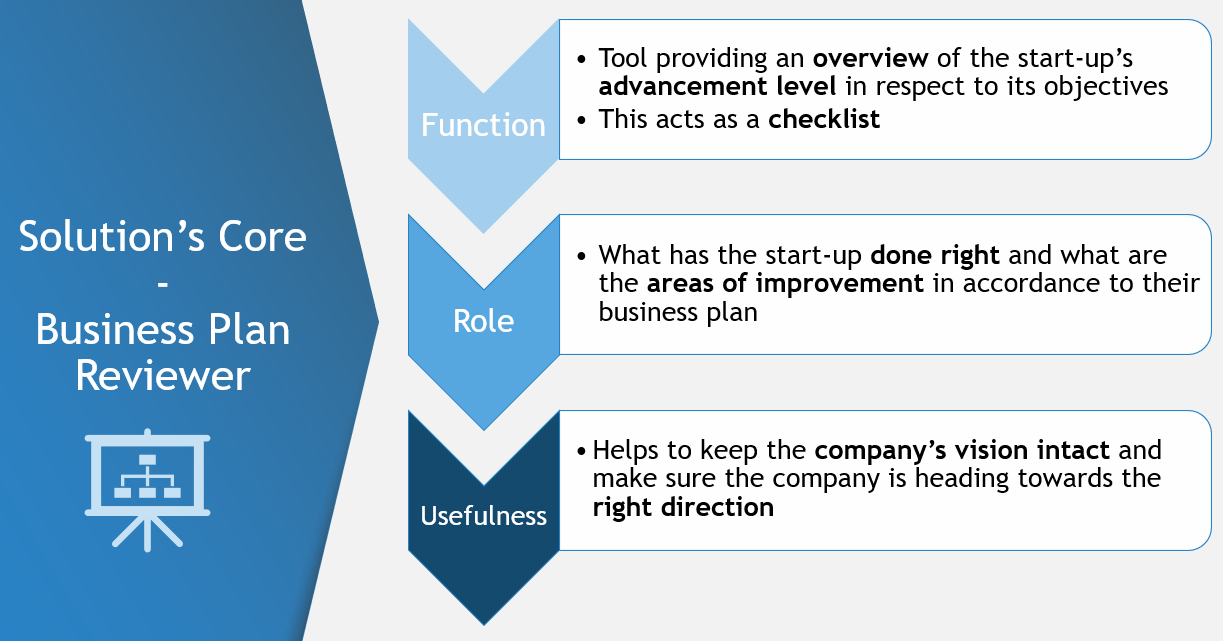 Solution’s Core
-
Business Plan
Reviewer
Function
• Tool providing an overview of the start-up’s
advancement level in respect to its objectives
• This acts as a checklist
Role
• What has the start-up done right and what are
the areas of improvement in accordance to their
business plan
Usefulness
• Helps to keep the company’s vision intact and
make sure the company is heading towards the
right direction